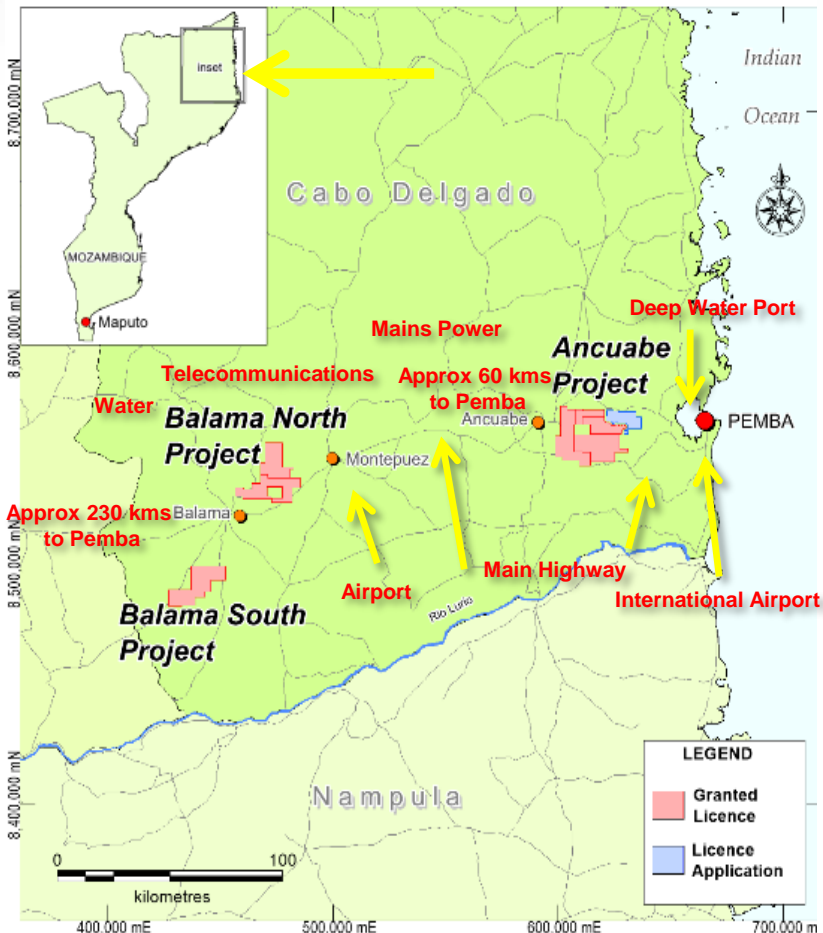 inset
MOZAMBIQUE
Maputo
Indian
Ocean
Cabo Delgado
Deep Water Port
Mains Power
Ancuabe
Project
Telecommunications
Approx 60 kms
to Pemba
Water
Balama North
Project
Ancuabe
PEMBA
Montepuez
Approx 230 kms
to Pemba
Balama
Airport
Main Highway
International Airport
Balama South
Project
Rio Lurio
Nampula
LEGEND
Granted
Licence
Licence
Application
0 100
kilometres
8,700,000 mN
8,600,000 mN
8,500,000 mN
8,400,000 mN
400,000 mE 500,000 mE 600,000 mE 700,000 m